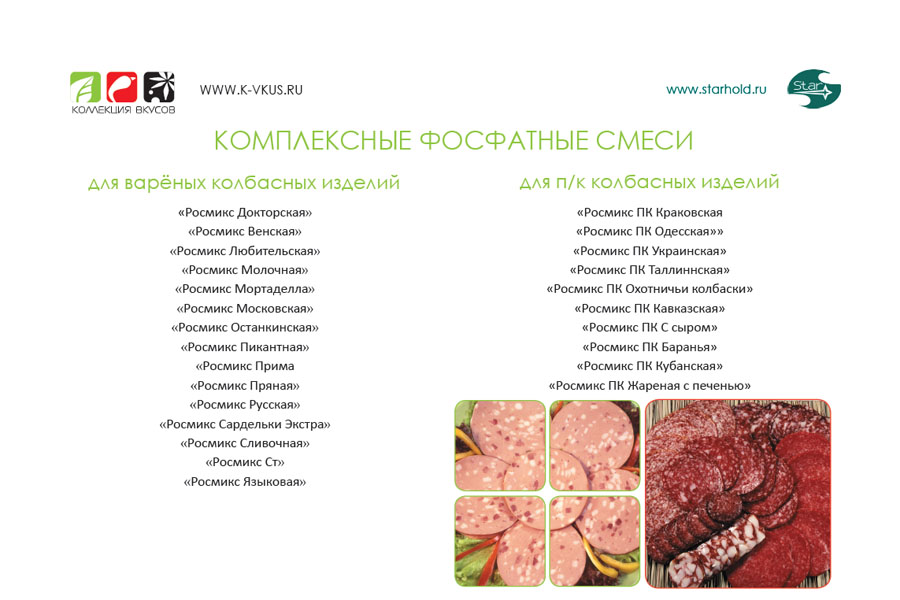 КОЛЛЕКЦИЯ ВКУСОВ
WWW.K-VKUS.RU
www.starhold.ru
Star
КОМПЛЕКСНЫЕ ФОСФАТНЫЕ СМЕСИ
для варёных колбасных изделий
«Росмикс Докторская»
«Росмикс Венская»
«Росмикс Любительская»
«Росмикс Молочная»
«Росмикс Мортаделла»
«Росмикс Московская»
«Росмикс Останкинская»
«Росмикс Пикантная»
«Росмикс Прима
«Росмикс Пряная»
«Росмикс Русская»
«Росмикс Сардельки Экстра»
«Росмикс Сливочная»
«Росмикс Ст»
«Росмикс Языковая»
для п/к колбасных изделий
«Росмикс ПК Краковская
«Росмикс ПК Одесская»»
«Росмикс ПК Украинская»
«Росмикс ПК Таллиннская»
«Росмикс ПК Охотничьи колбаски»
«Росмикс ПК Кавказская»
«Росмикс ПК С сыром»
«Росмикс ПК Баранья»
«Росмикс ПК Кубанская»
«Росмикс ПК Жареная с печенью»